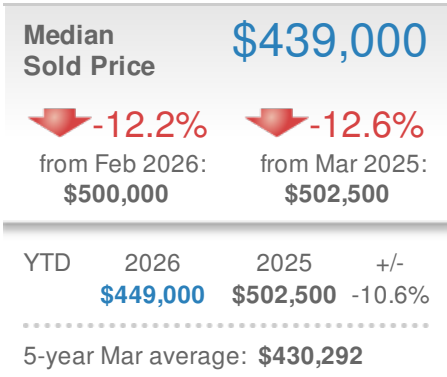 Median $439,000
Sold Price
-12.2% -12.6%
from Feb 2026: from Mar 2025:
$500,000 $502,500
YTD 2026 2025 +/-
$449,000 $502,500 -10.6%
5-year Mar average: $430,292